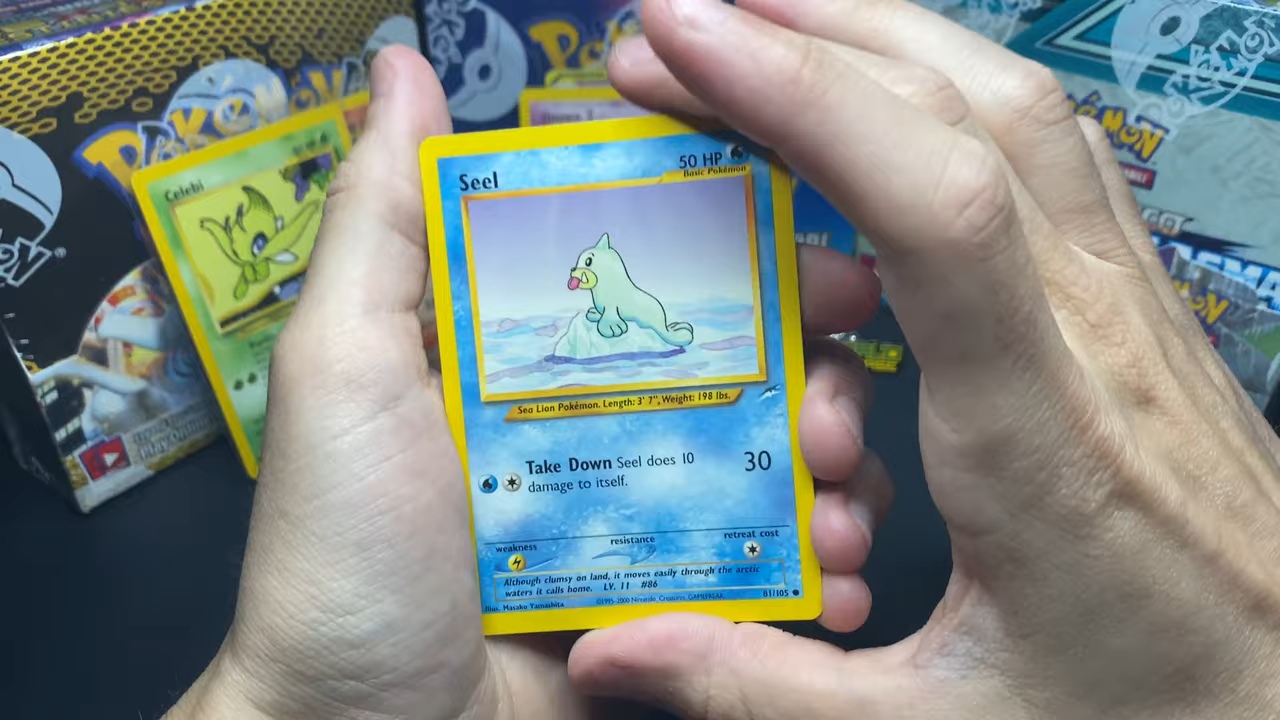 POKéMON
Celebi
Seel
50 HP
Basic Pokémon
Sea Lion Pokémon. Length: 3' 7", Weight: 198 lbs.
Take Down Seel does 10
damage to itself.
30
weakness
resistance
retreat cost
Although clumsy on land, it moves easily through the arctic
waters it calls home. LV. 11 #86
Illus. Masako Yamashita
©1995-2000 Nintendo, Creatures, GAMEFREAK.
81/105